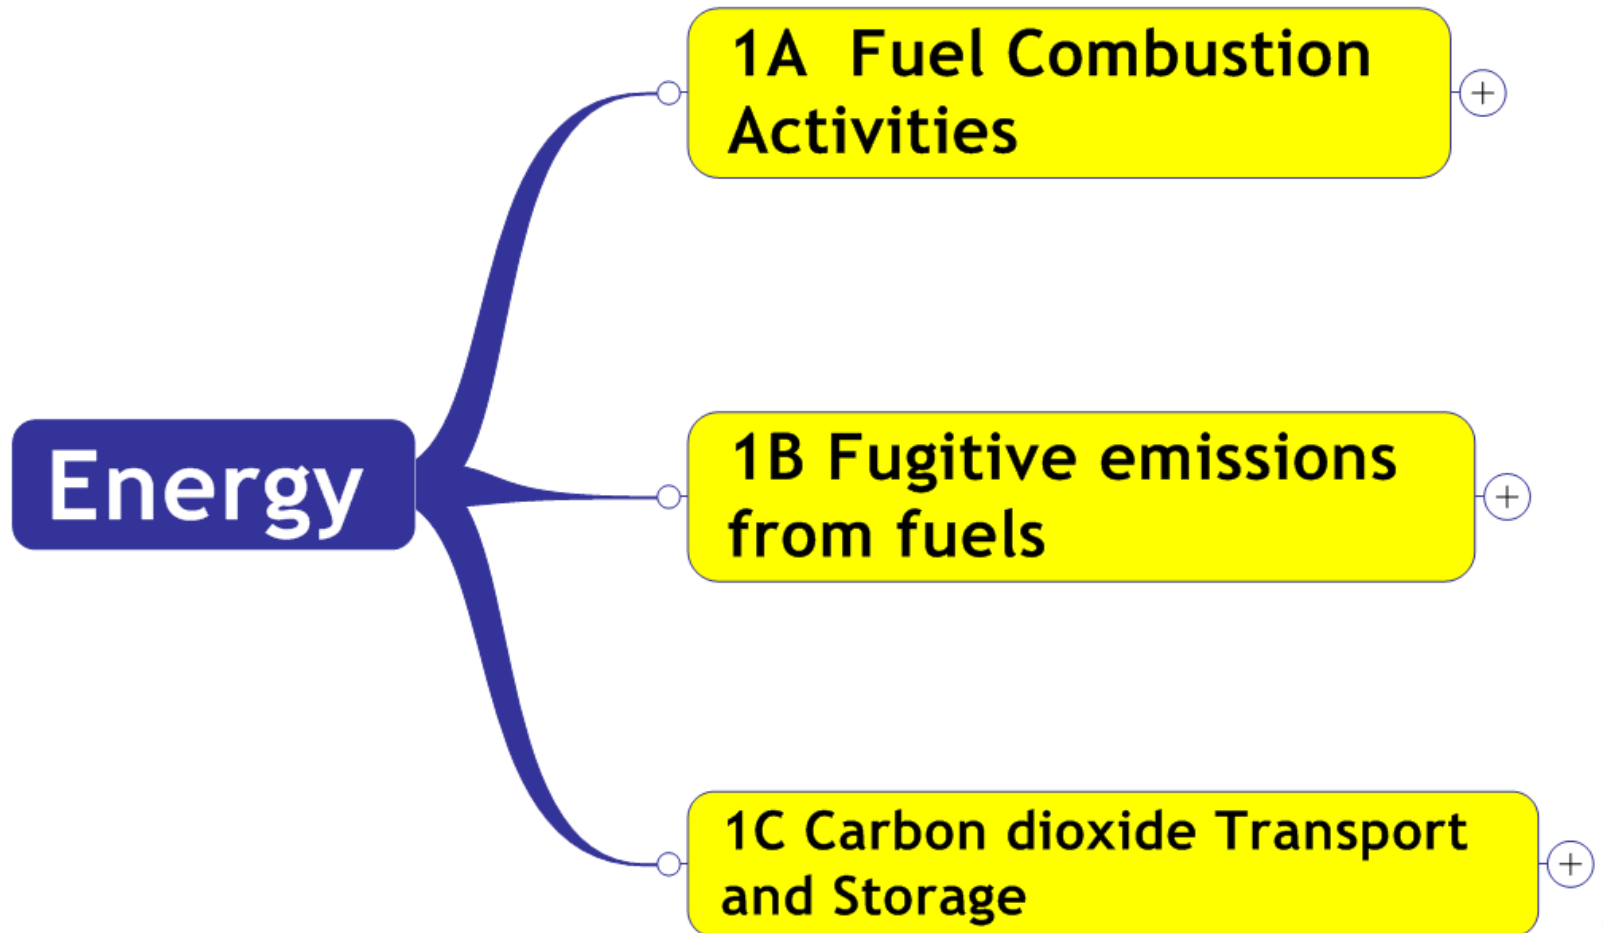 1A  Fuel Combustion
Activities
Energy
1B Fugitive emissions
from fuels
1C Carbon dioxide Transport
and Storage